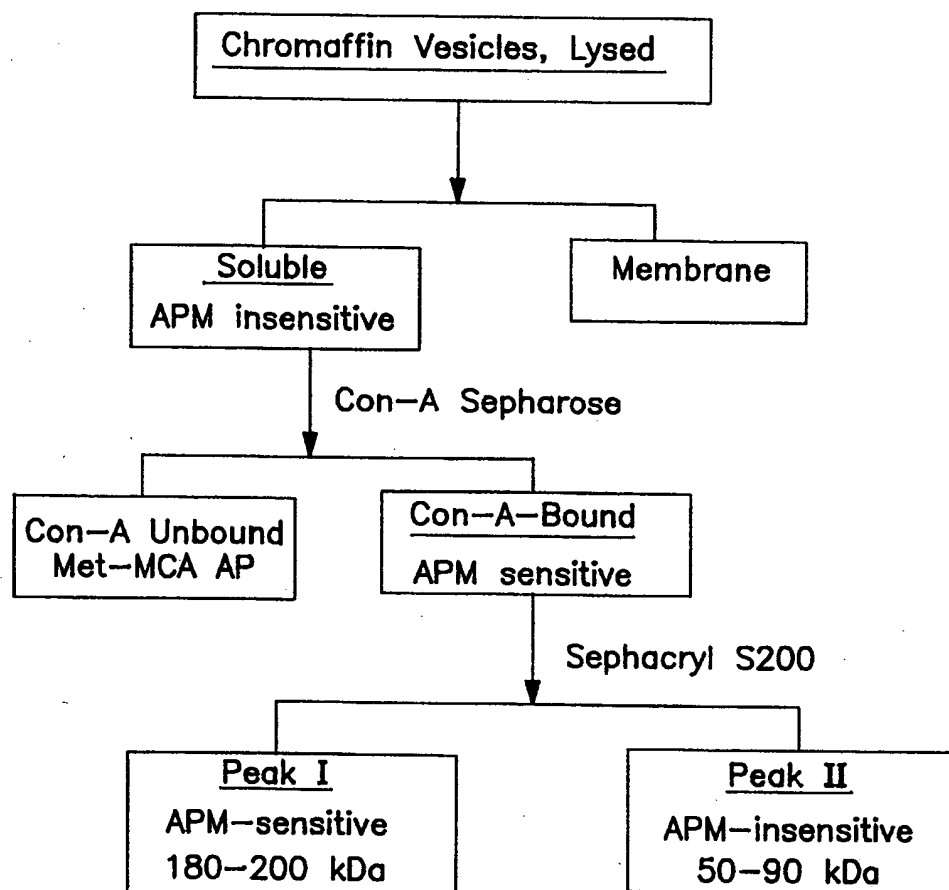 Chromaffin Vesicles, Lysed
Soluble
APM insensitive
Membrane
Con-A Sepharose
Con-A Unbound
Met-MCA AP
Con-A-Bound
APM sensitive
Sephacryl S200
Peak I
APM-sensitive
180-200 kDa
Peak II
APM-insensitive
50-90 kDa